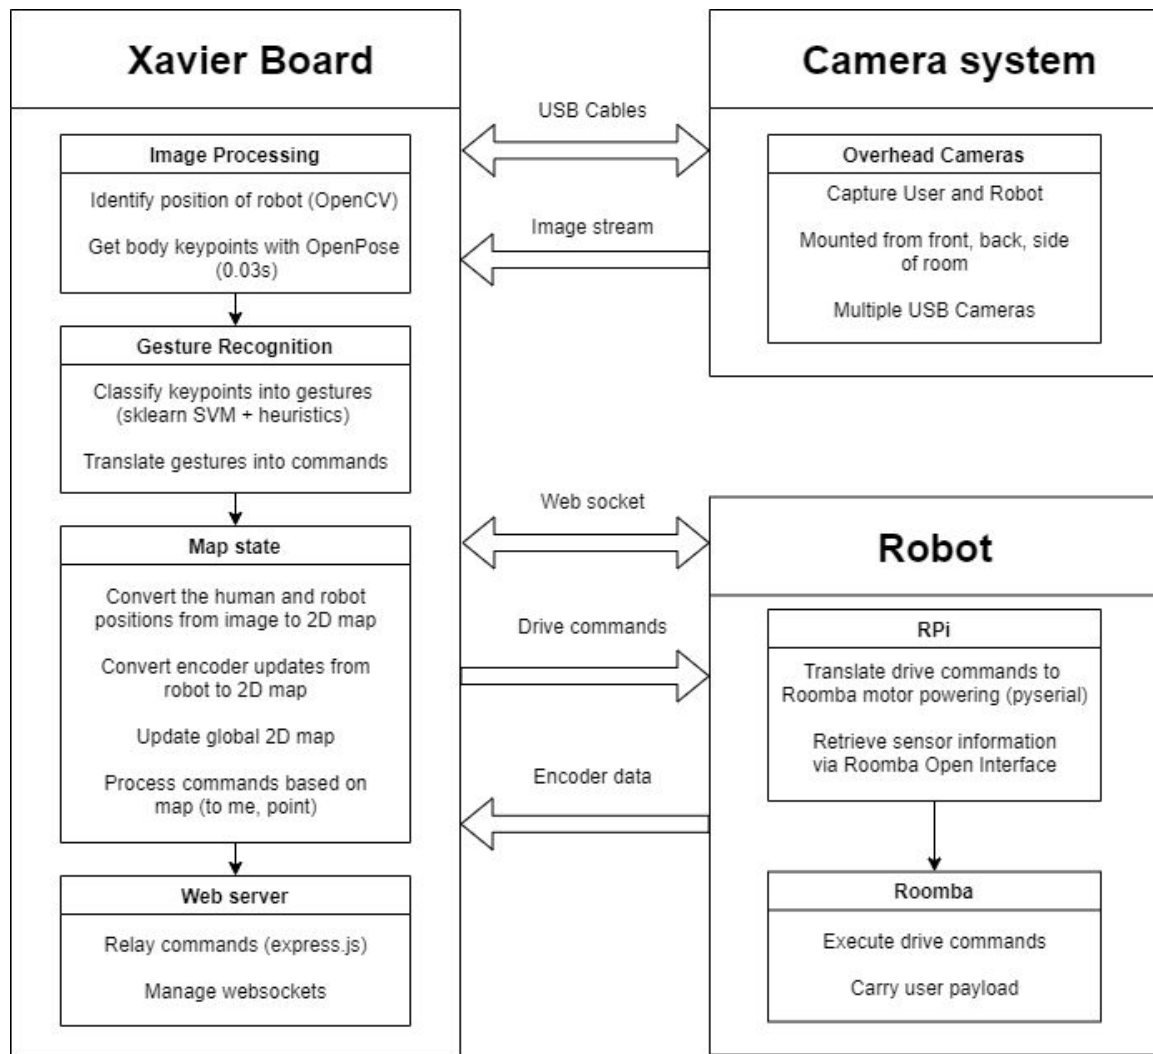 Xavier Board
Image Processing
Identify position of robot (OpenCV)
Get body keypoints with OpenPose
(0.03s)
Gesture Recognition
Classify keypoints into gestures
(sklearn SVM + heuristics)
Translate gestures into commands
Map state
Convert the human and robot
positions from image to 2D map
Convert encoder updates from
robot to 2D map
Update global 2D map
Process commands based on
map (to me, point)
Web server
Relay commands (express.js)
Manage websockets
USB Cables
Image stream
Web socket
Drive commands
Encoder data
Camera system
Overhead Cameras
Capture User and Robot
Mounted from front, back, side
of room
Multiple USB Cameras
Robot
RPi
Translate drive commands to
Roomba motor powering (pyserial)
Retrieve sensor information
via Roomba Open Interface
Roomba
Execute drive commands
Carry user payload